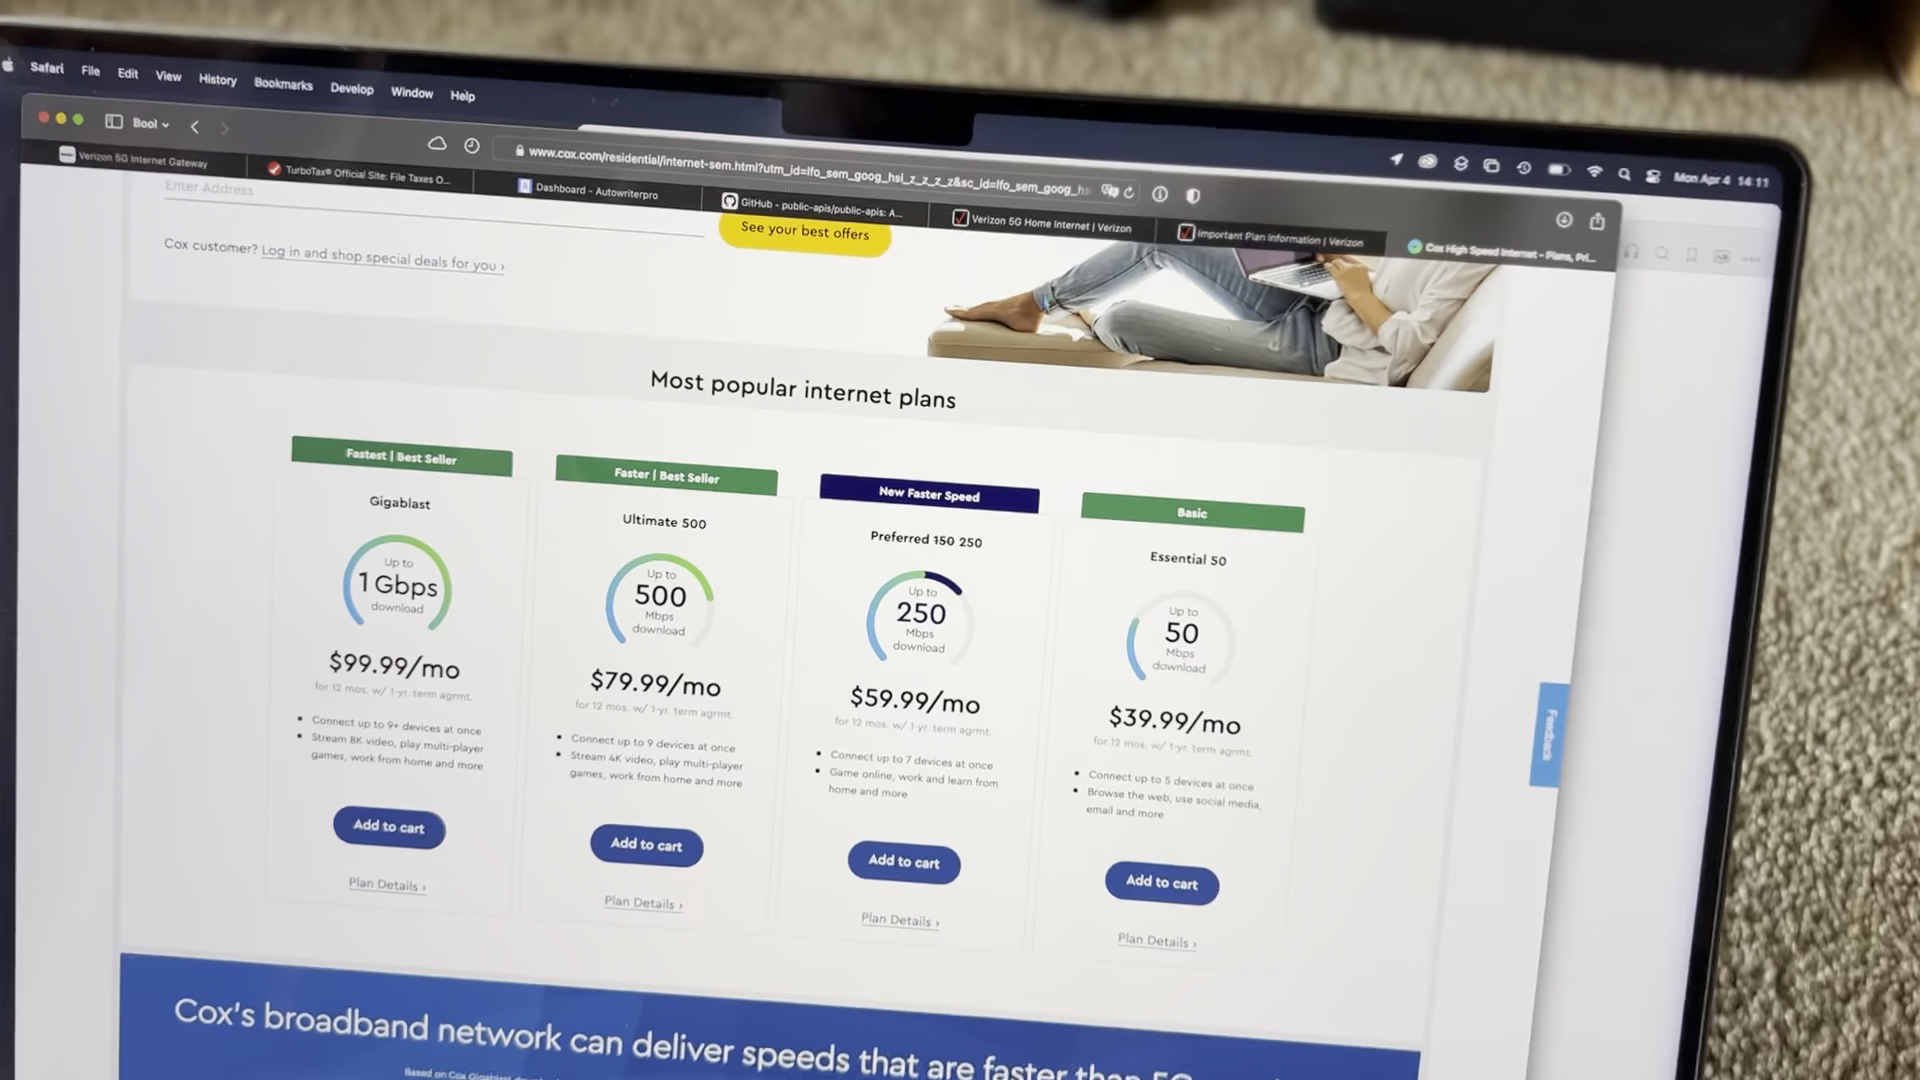 Safari File Edit View History Bookmarks Develop Window Help
Mon Apr 4 14:11
Bool
www.cox.com/residential/internet-sem.html?utm_id=lfo_sem_goog_hsi_z_z_z_z&sc_id=lfo_sem_goog_hs
Verizon 5G Internet Gateway
TurboTax® Official Site: File Taxes O...
Dashboard - Autowriterpro
GitHub - public-apis/public-apis: A...
Verizon 5G Home Internet | Verizon
Important Plan Information | Verizon
Cox High Speed Internet - Plans, Pri...
Enter Address
See your best offers
Cox customer? Log in and shop special deals for you ›
Most popular internet plans
Fastest | Best Seller
Gigablast
Up to
1 Gbps
download
$99.99/mo
for 12 mos. w/ 1-yr. term agrmt.
• Connect up to 9+ devices at once
• Stream 8K video, play multi-player
games, work from home and more
Add to cart
Plan Details ›
Faster | Best Seller
Ultimate 500
Up to
500
Mbps
download
$79.99/mo
for 12 mos. w/ 1-yr. term agrmt.
• Connect up to 9 devices at once
• Stream 4K video, play multi-player
games, work from home and more
Add to cart
Plan Details ›
New Faster Speed
Preferred 150 250
Up to
250
Mbps
download
$59.99/mo
for 12 mos. w/ 1-yr. term agrmt.
• Connect up to 7 devices at once
• Game online, work and learn from
home and more
Add to cart
Plan Details ›
Basic
Essential 50
Up to
50
Mbps
download
$39.99/mo
for 12 mos. w/ 1-yr. term agrmt.
• Connect up to 5 devices at once
• Browse the web, use social media,
email and more
Add to cart
Plan Details ›
Feedback
Cox's broadband network can deliver speeds that are faster than 5G
Based on Cox Gigablast